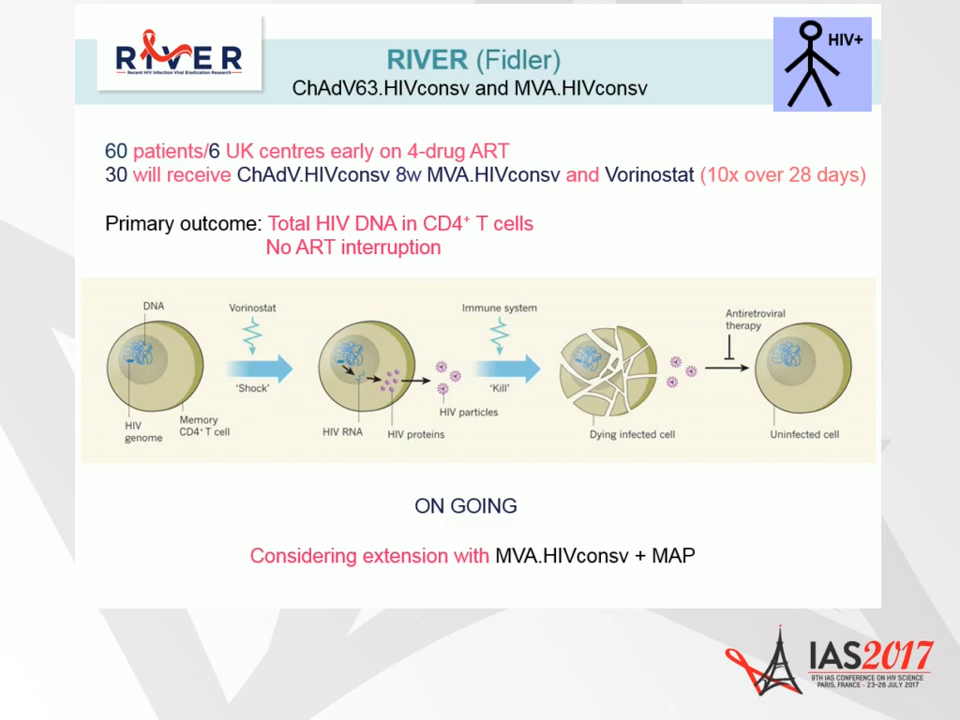 RIVER
Recent HIV Infection Viral Eradication Research
RIVER (Fidler)
ChAdV63.HIVconsv and MVA.HIVconsv
HIV+
60 patients/6 UK centres early on 4-drug ART
30 will receive ChAdV.HIVconsv 8w MVA.HIVconsv and Vorinostat (10x over 28 days)
Primary outcome: Total HIV DNA in CD4⁺ T cells
No ART interruption
DNA
Vorinostat
Immune system
Antiretroviral
therapy
'Shock'
'Kill'
HIV
genome
Memory
CD4⁺ T cell
HIV RNA
HIV proteins
HIV particles
Dying infected cell
Uninfected cell
ON GOING
Considering extension with MVA.HIVconsv + MAP
IAS2017
9TH IAS CONFERENCE ON HIV SCIENCE
PARIS, FRANCE - 23-26 JULY 2017